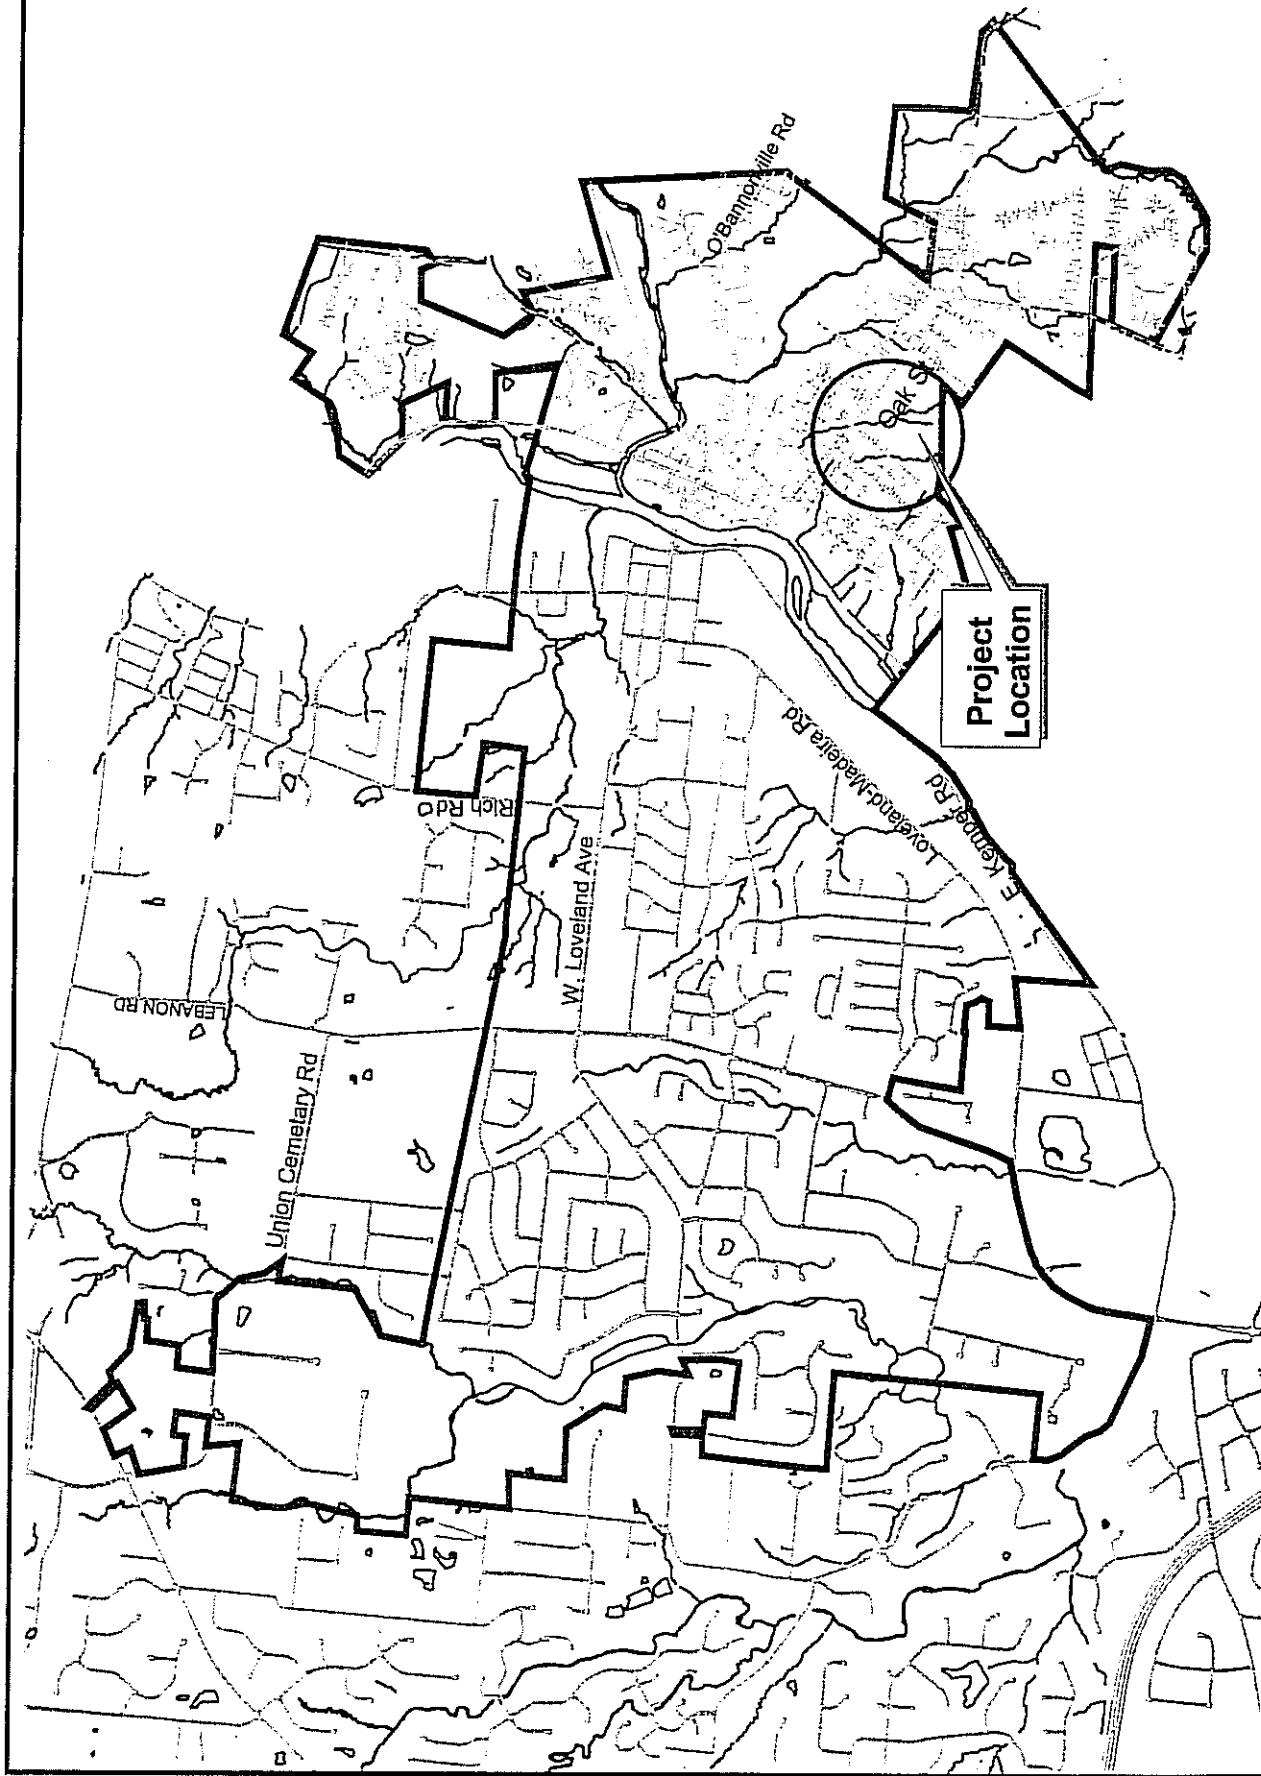 O'Bannonville Rd
Oak St
Project
Location
Loveland-Madeira Rd
E Kemper Rd
Rich Rd
W. Loveland Ave
LEBANON RD
Union Cemetary Rd